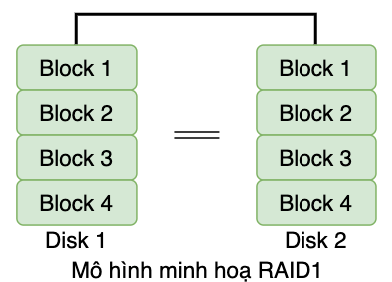 Block 1 Block 1
Block 2 Block 2
Block 3 Block 3
Block 4 Block 4
Disk 1 Disk 2
Mô hình minh hoạ RAID1